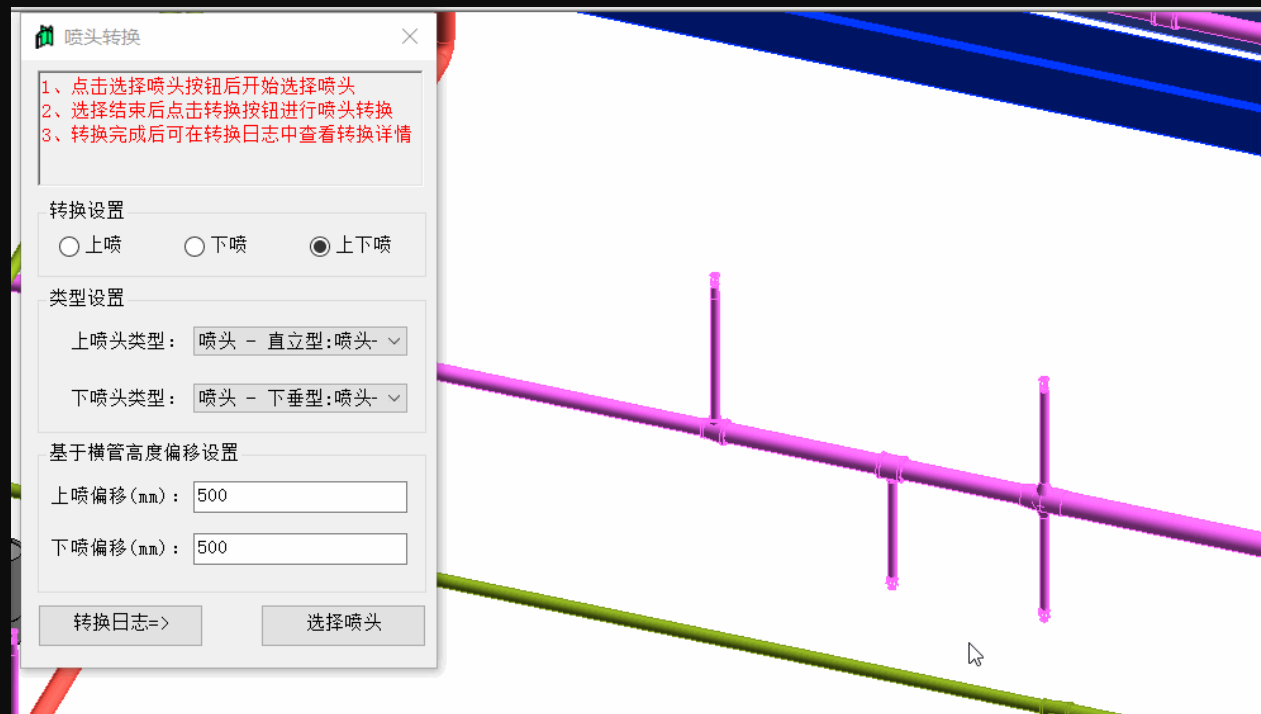 喷头转换
1、点击选择喷头按钮后开始选择喷头
2、选择结束后点击转换按钮进行喷头转换
3、转换完成后可在转换日志中查看转换详情
转换设置
上喷 下喷 上下喷
类型设置
上喷头类型： 喷头 - 直立型:喷头-
下喷头类型： 喷头 - 下垂型:喷头-
基于横管高度偏移设置
上喷偏移(mm)： 500
下喷偏移(mm)： 500
转换日志=> 选择喷头